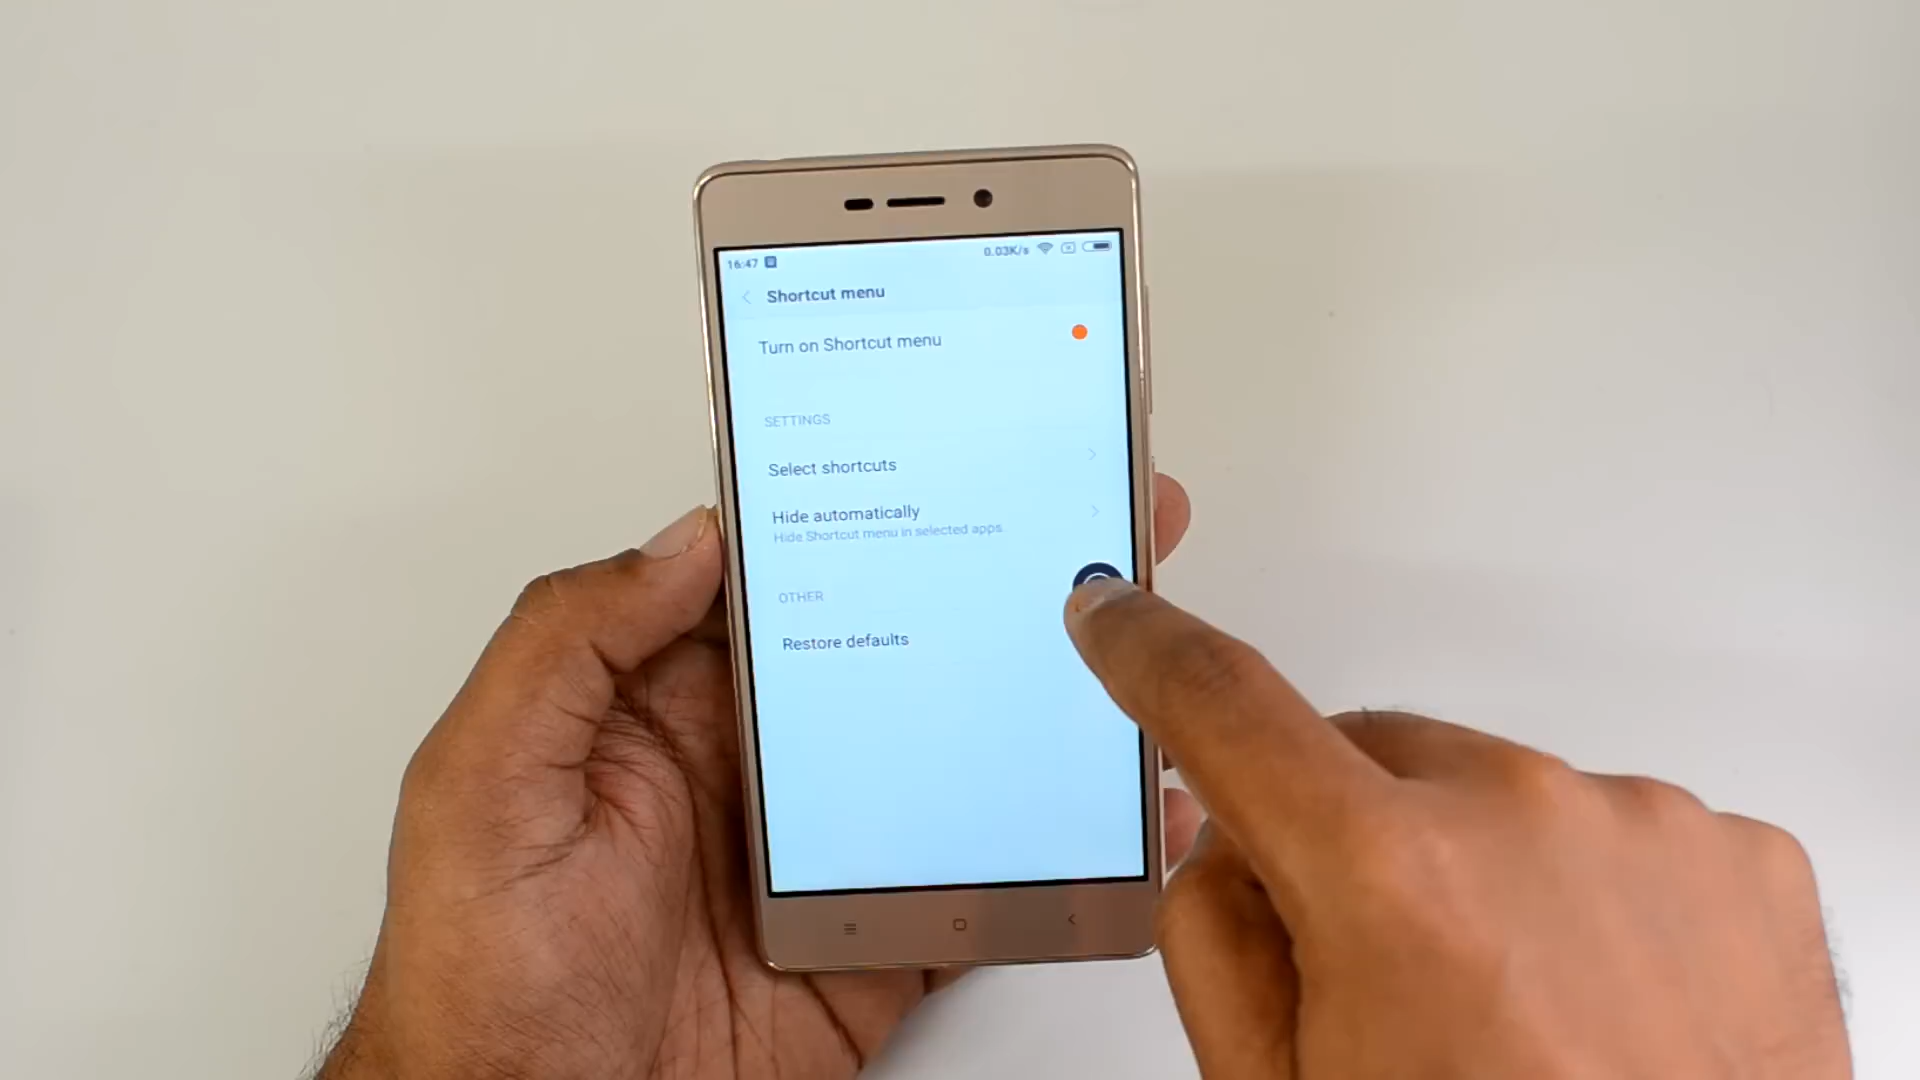 16:47 0.03K/s
Shortcut menu
Turn on Shortcut menu
SETTINGS
Select shortcuts
Hide automatically
Hide Shortcut menu in selected apps
OTHER
Restore defaults